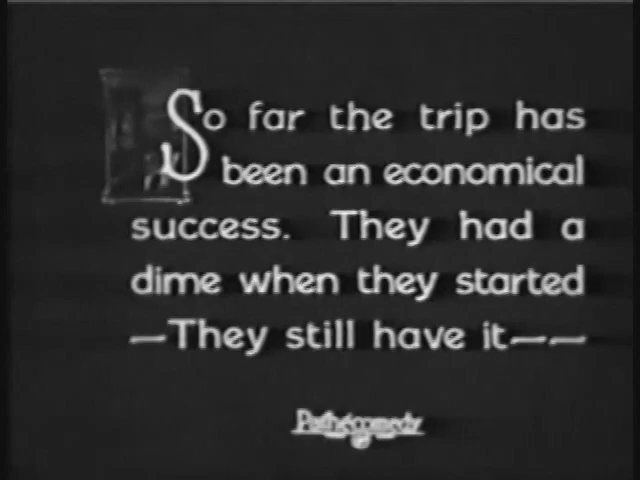 So far the trip has
been an economical
success. They had a
dime when they started
—They still have it——
Pathécomedy